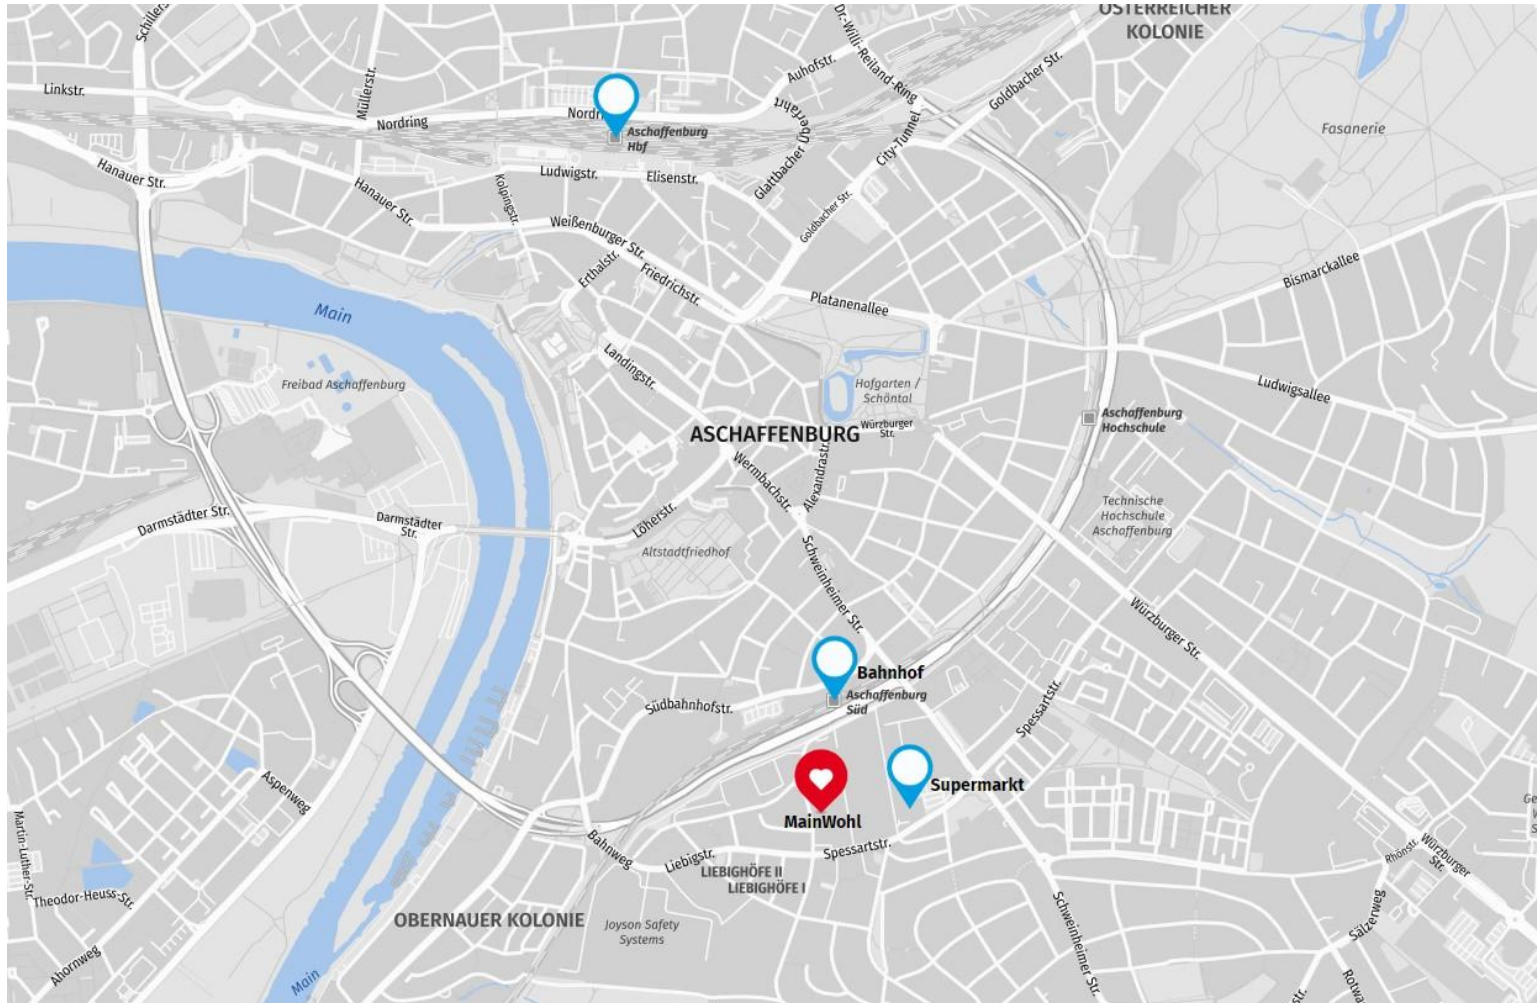 Schillers
ÖSTERREICHER
KOLONIE
Dr.-Willi-Reiland-Ring
Auhofstr.
Goldbacher Str.
Linkstr.
Müllerstr.
Nordring
Nordri
Aschaffenburg
Hbf
Glattbacher Überfahrt
City-Tunnel
Fasanerie
Hanauer Str.
Hanauer Str.
Kolpingstr.
Ludwigstr.
Elisenstr.
Goldbacher Str.
Weißenburger Str.
Erthalstr.
Friedrichstr.
Platanenallee
Bismarckallee
Main
Landingstr.
Freibad Aschaffenburg
Hofgarten /
Schöntal
Ludwigsallee
Aschaffenburg
Hochschule
ASCHAFFENBURG
Würzburger
Str.
Wermbachstr.
Alexandrastr.
Darmstädter Str.
Darmstädter
Str.
Löherstr.
Altstadtfriedhof
Technische
Hochschule
Aschaffenburg
Schweinheimer Str.
Würzburger Str.
Bahnhof
Aschaffenburg
Süd
Südbahnhofstr.
Spessartstr.
Aspenweg
Supermarkt
MainWohl
Martin-Luther-Str.
Bahnweg
Liebigstr.
Spessartstr.
LIEBIGHÖFE II
LIEBIGHÖFE I
Rhönstr.
Würzburger
Str.
Theodor-Heuss-Str.
OBERNAUER KOLONIE
Joyson Safety
Systems
Schweinheimer Str.
Sälzerweg
Ahornweg
Main
Rotwa
str.